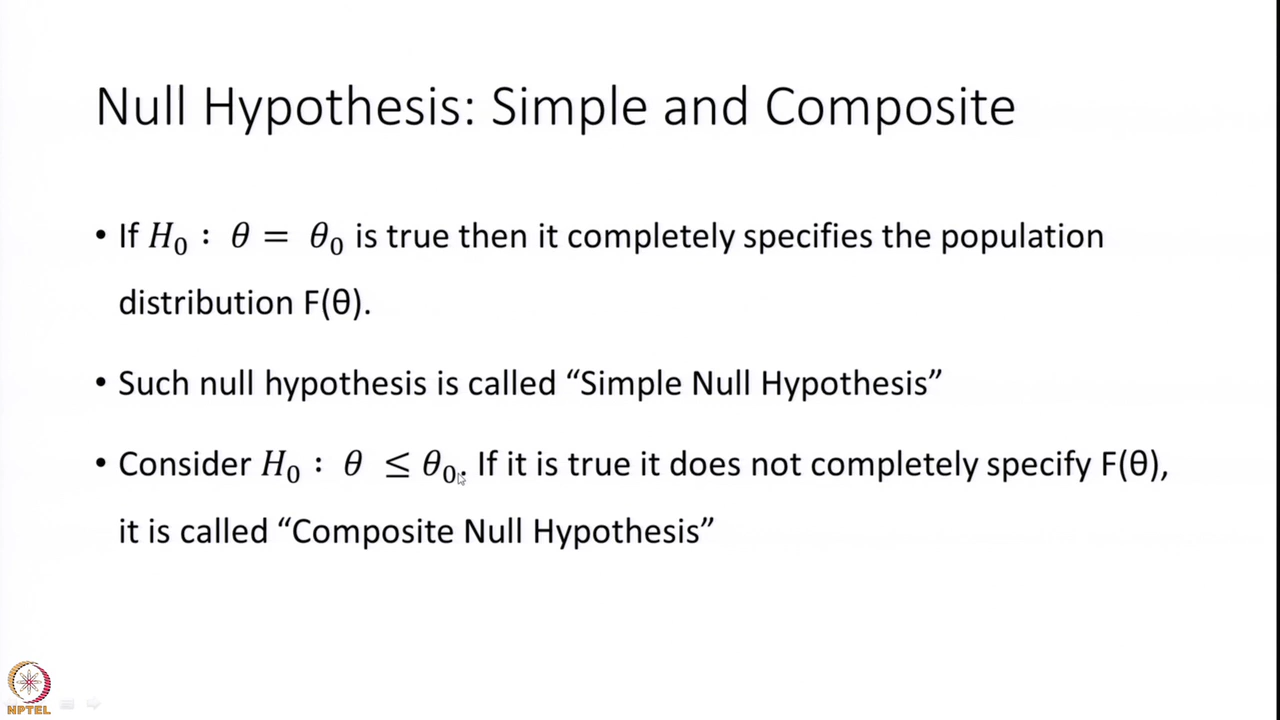 Null Hypothesis: Simple and Composite
• If H₀ : θ = θ₀ is true then it completely specifies the population
distribution F(θ).
• Such null hypothesis is called “Simple Null Hypothesis”
• Consider H₀ : θ ≤ θ₀. If it is true it does not completely specify F(θ),
it is called “Composite Null Hypothesis”
NPTEL